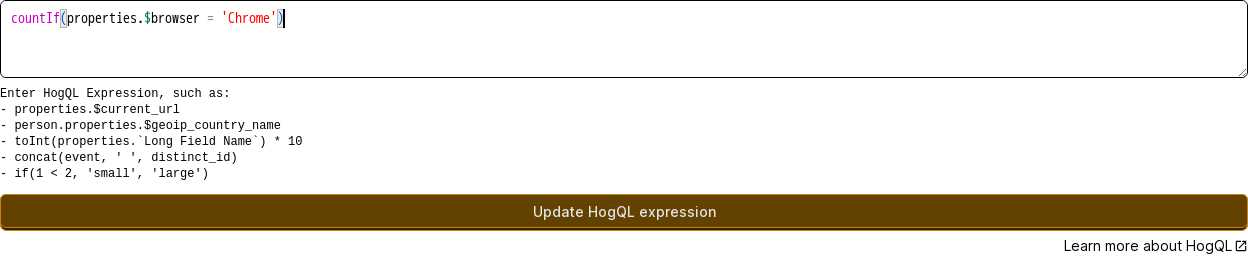 countIf(properties.$browser = 'Chrome')
Enter HogQL Expression, such as:
- properties.$current_url
- person.properties.$geoip_country_name
- toInt(properties.`Long Field Name`) * 10
- concat(event, ' ', distinct_id)
- if(1 < 2, 'small', 'large')
Update HogQL expression
Learn more about HogQL